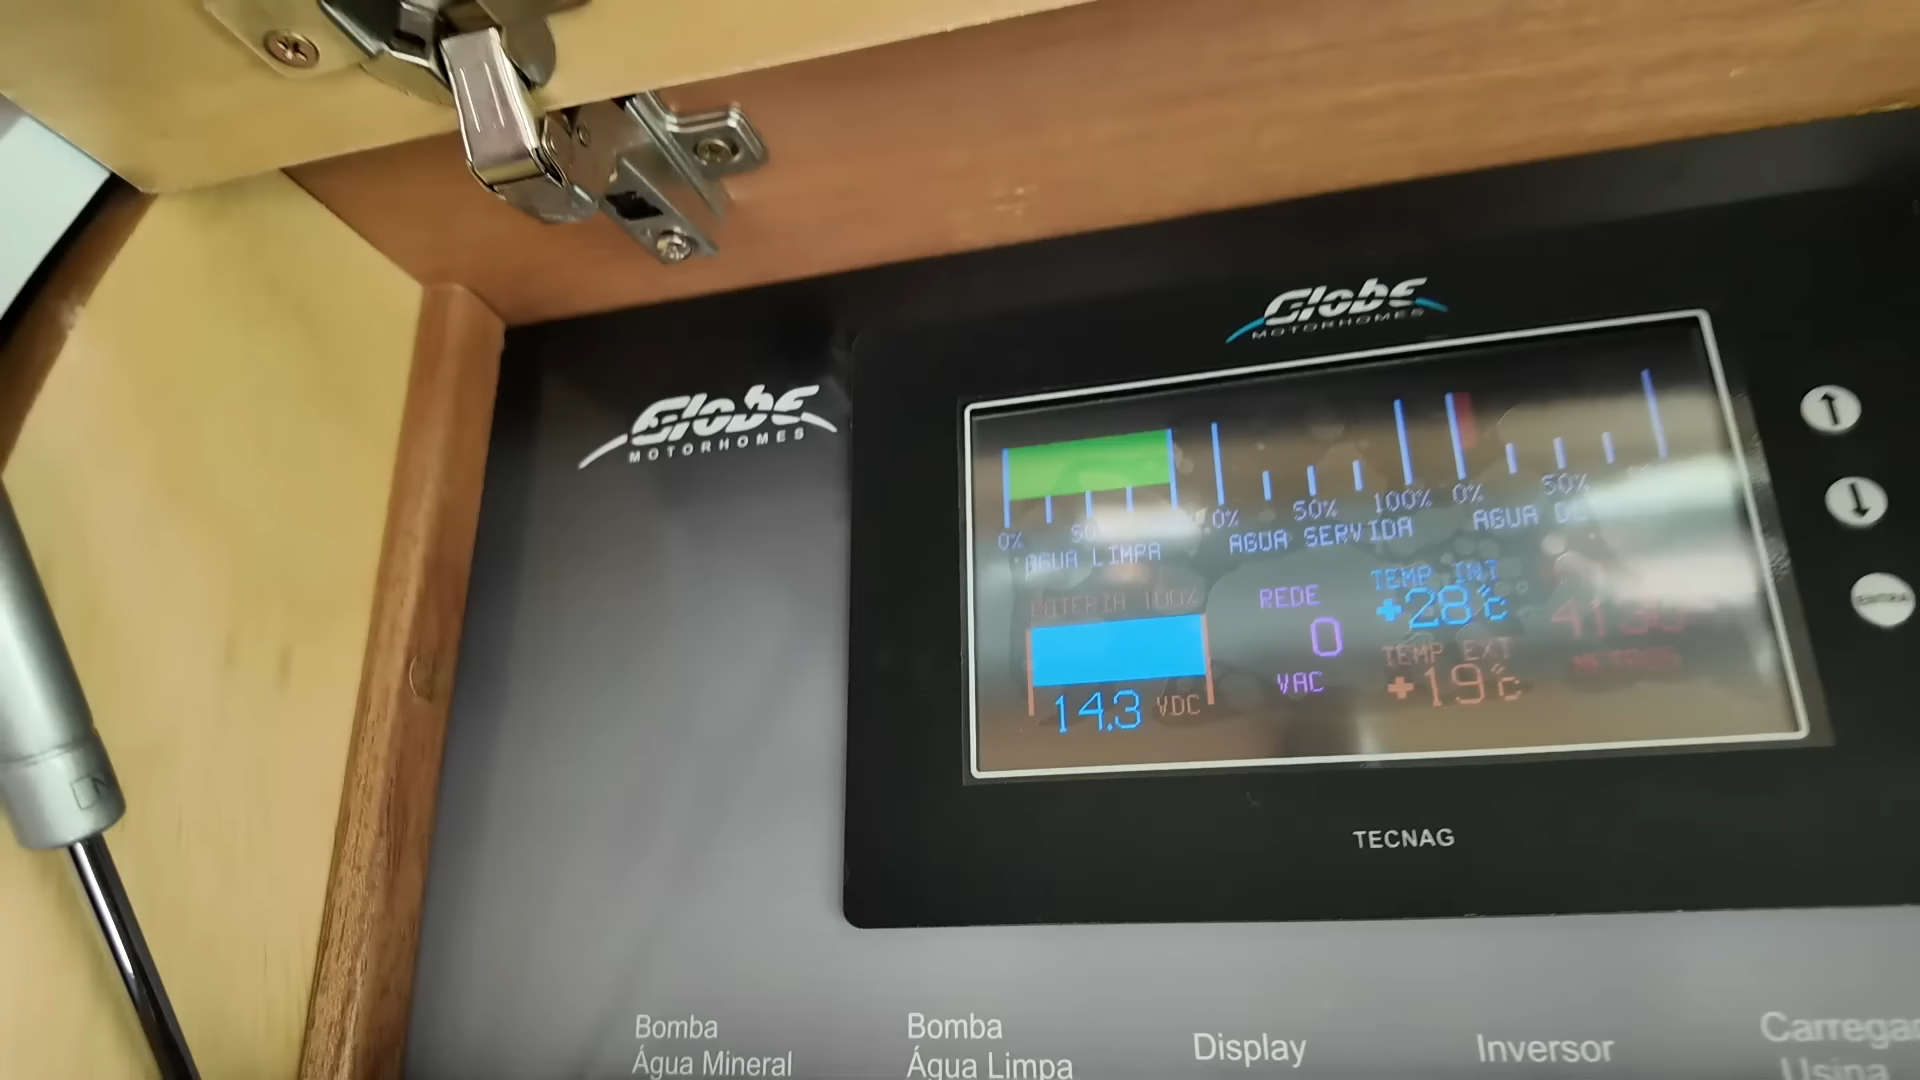 Globe
MOTORHOMES
Globe
MOTORHOMES
0% 50% 100% 0% 50%
0%
AGUA LIMPA
AGUA SERVIDA
AGUA DE
BATERIA 100%
14.3 VDC
REDE
0
VAC
TEMP INT
+28°C
TEMP EXT
+19°C
ENTRA
TECNAG
Bomba
Água Mineral
Bomba
Água Limpa
Display
Inversor
Carregad
Usina